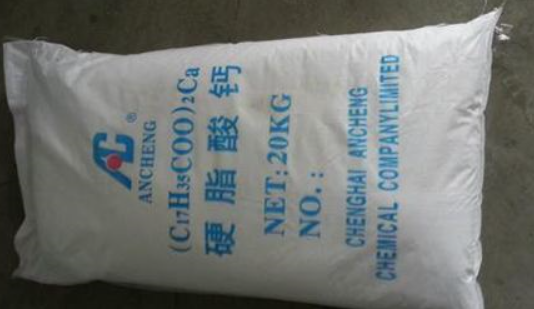 AC ®
ANCHENG
(C17H35COO)2Ca
硬脂酸钙
NET: 20KG
NO.:
CHENGHAI ANCHENG
CHEMICAL COMPANYLIMITED